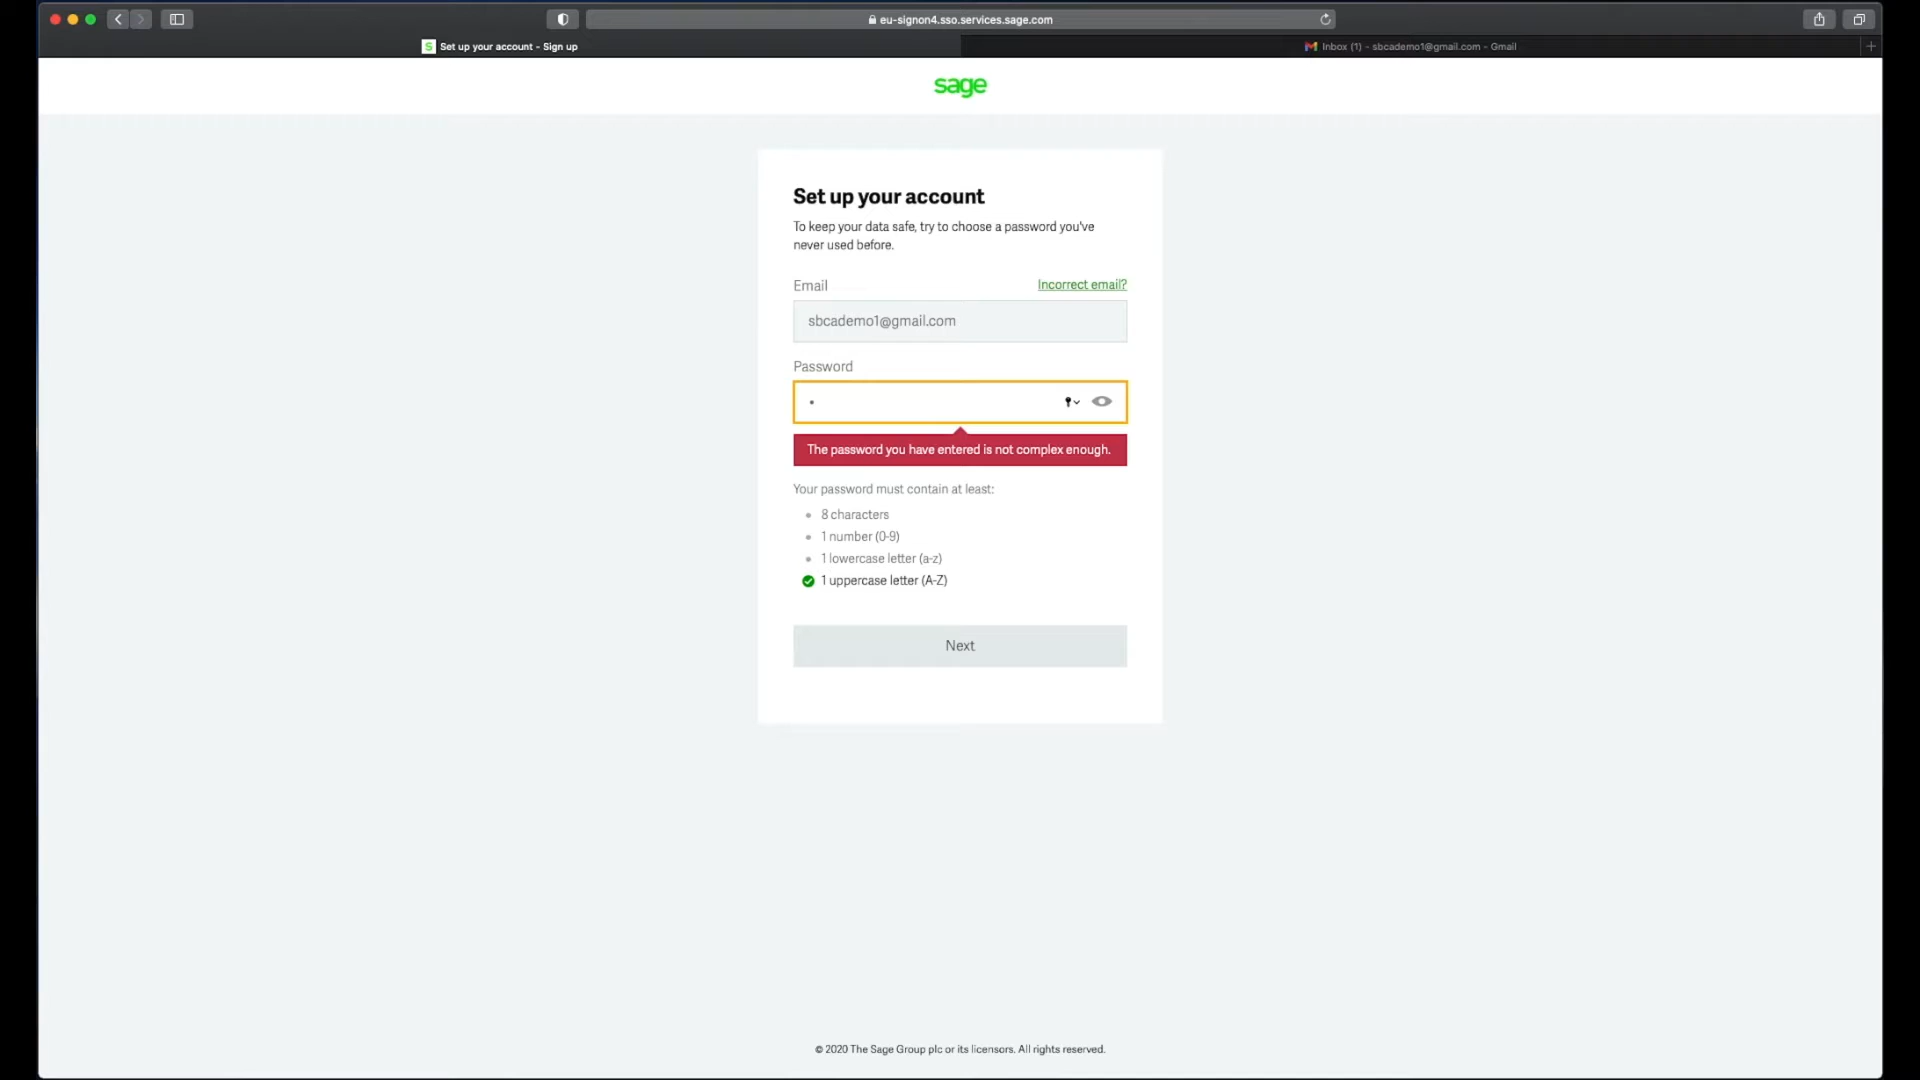 eu-signon4.sso.services.sage.com
S Set up your account - Sign up
Inbox (1) - sbcademo1@gmail.com - Gmail
sage
Set up your account
To keep your data safe, try to choose a password you've
never used before.
Email
Incorrect email?
sbcademo1@gmail.com
Password
The password you have entered is not complex enough.
Your password must contain at least:
8 characters
1 number (0-9)
1 lowercase letter (a-z)
1 uppercase letter (A-Z)
Next
© 2020 The Sage Group plc or its licensors. All rights reserved.